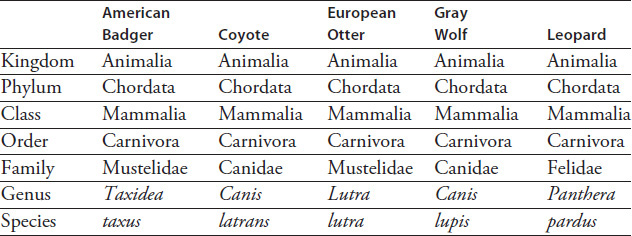 American Badger Coyote European Otter Gray Wolf Leopard
Kingdom Animalia Animalia Animalia Animalia Animalia
Phylum Chordata Chordata Chordata Chordata Chordata
Class Mammalia Mammalia Mammalia Mammalia Mammalia
Order Carnivora Carnivora Carnivora Carnivora Carnivora
Family Mustelidae Canidae Mustelidae Canidae Felidae
Genus Taxidea Canis Lutra Canis Panthera
Species taxus latrans lutra lupis pardus